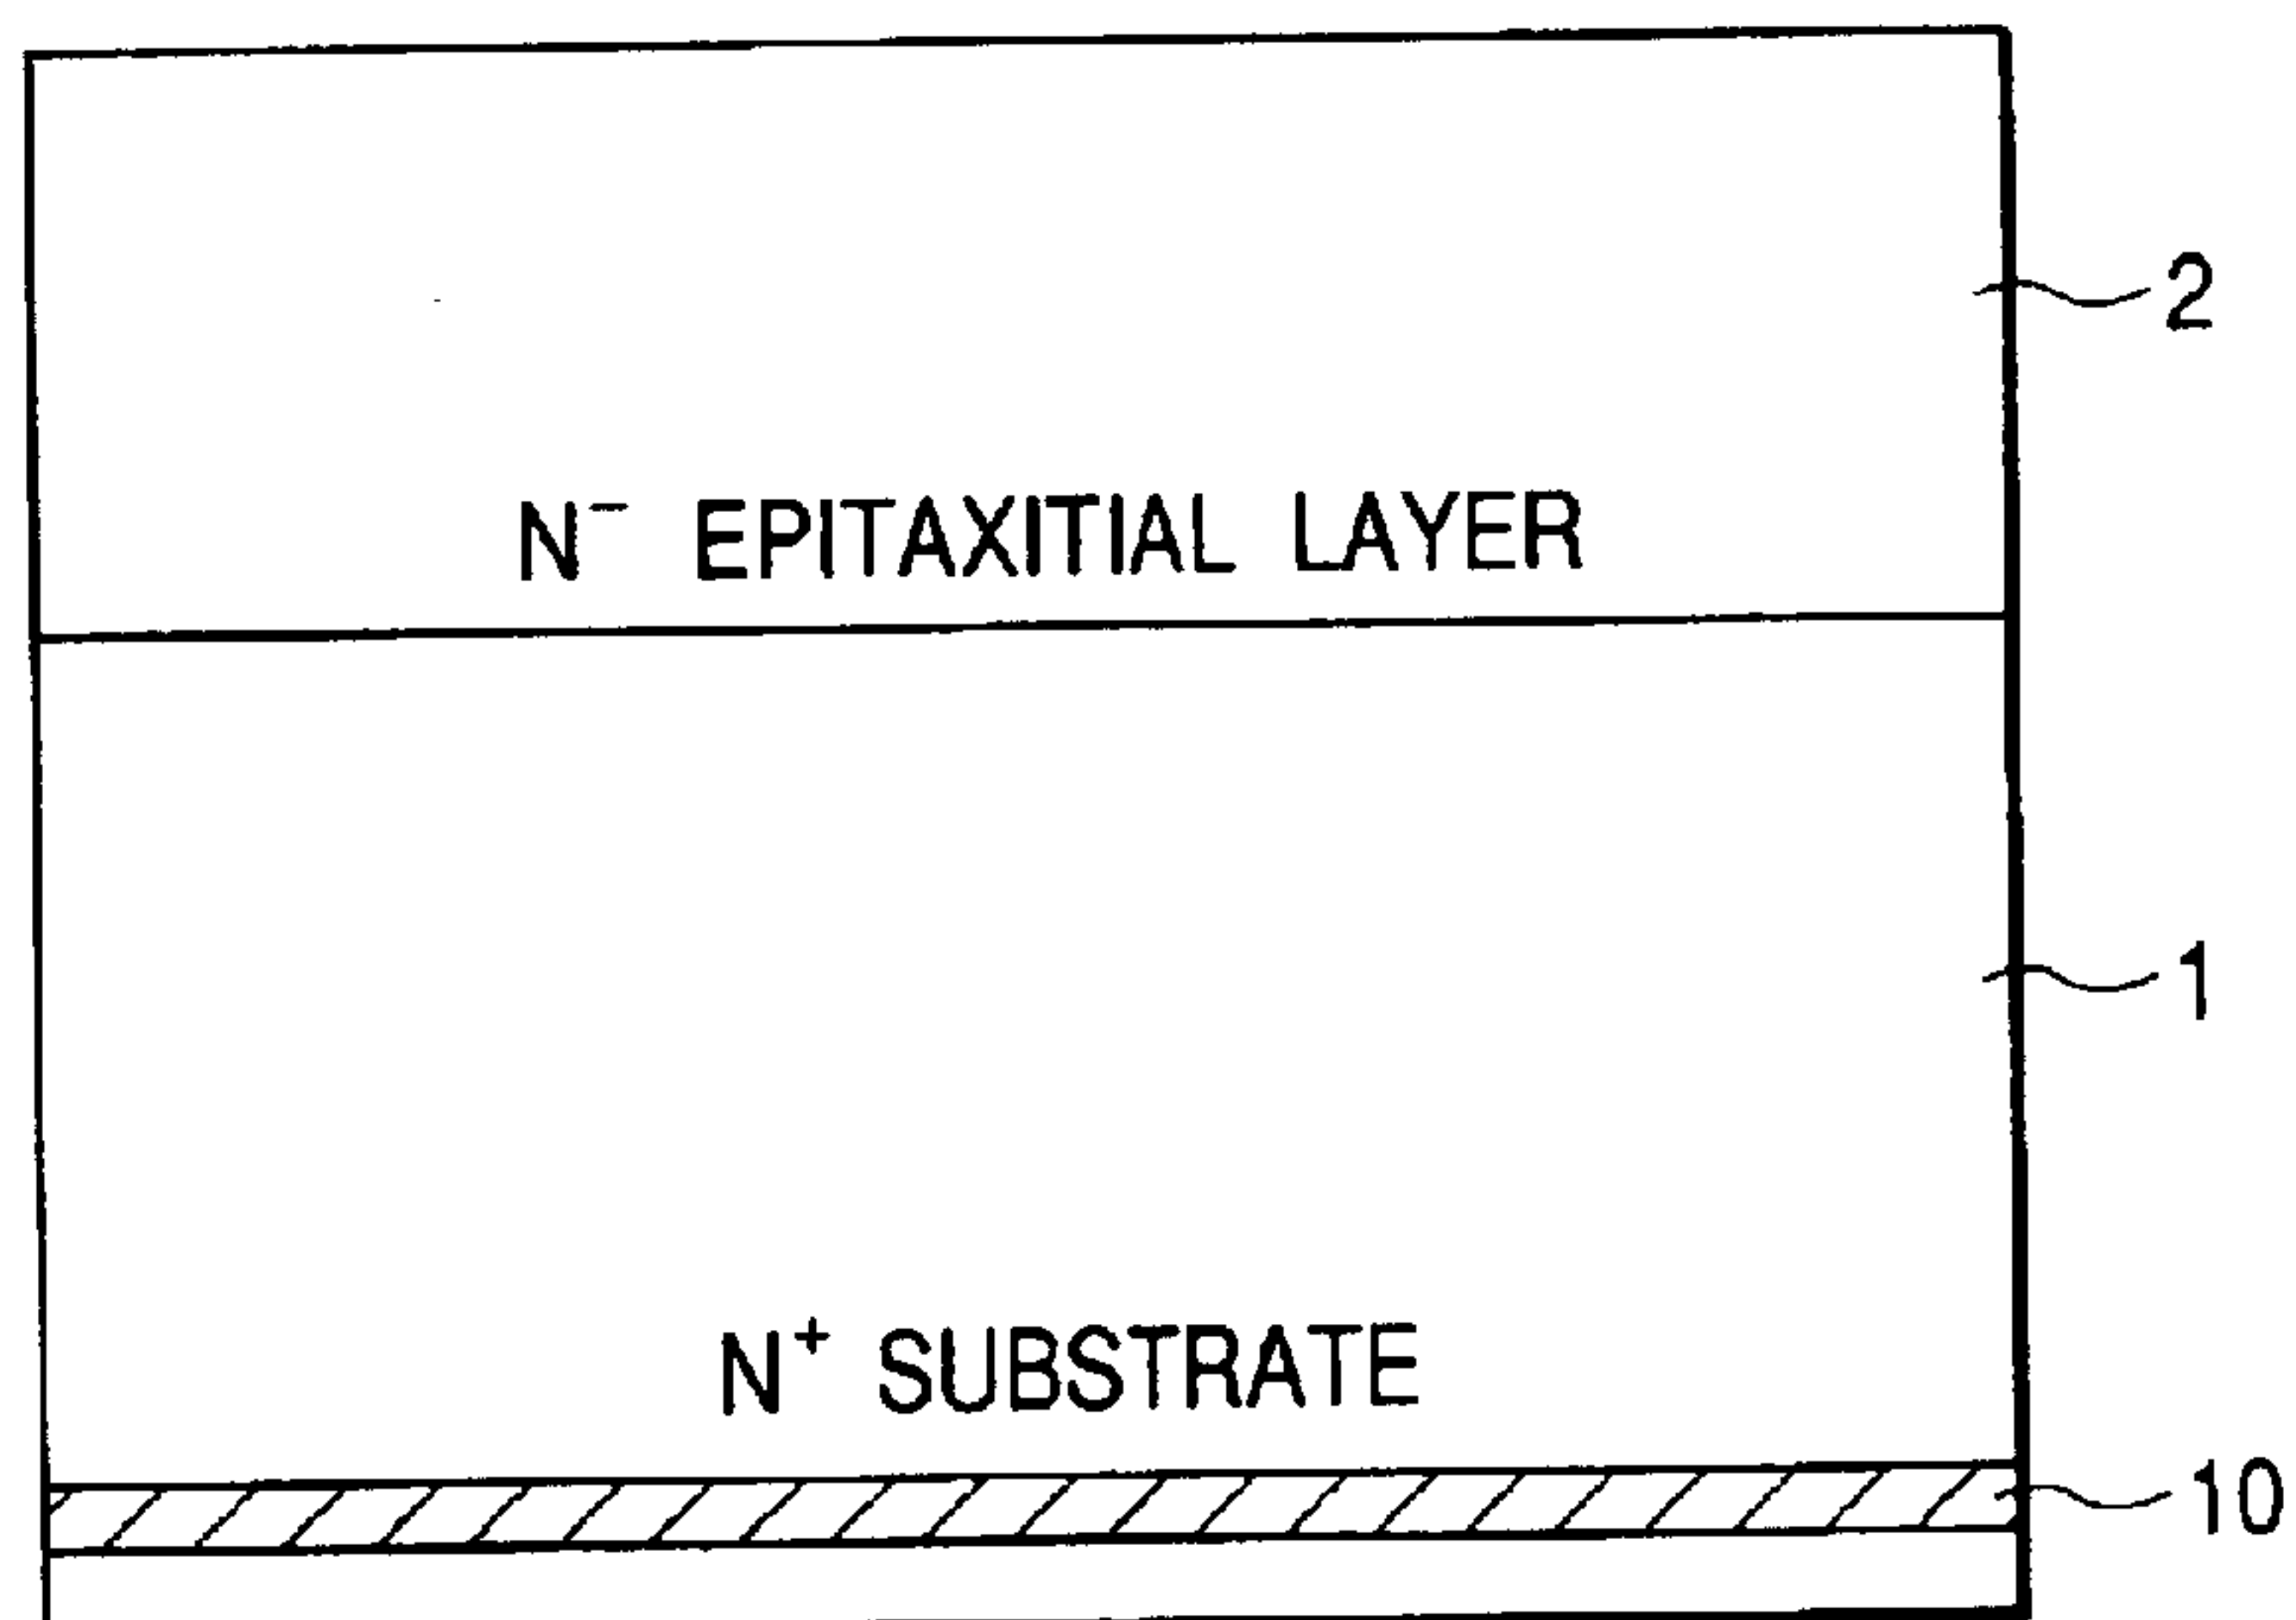 2
N⁻ EPITAXITIAL LAYER
1
N⁺ SUBSTRATE
10